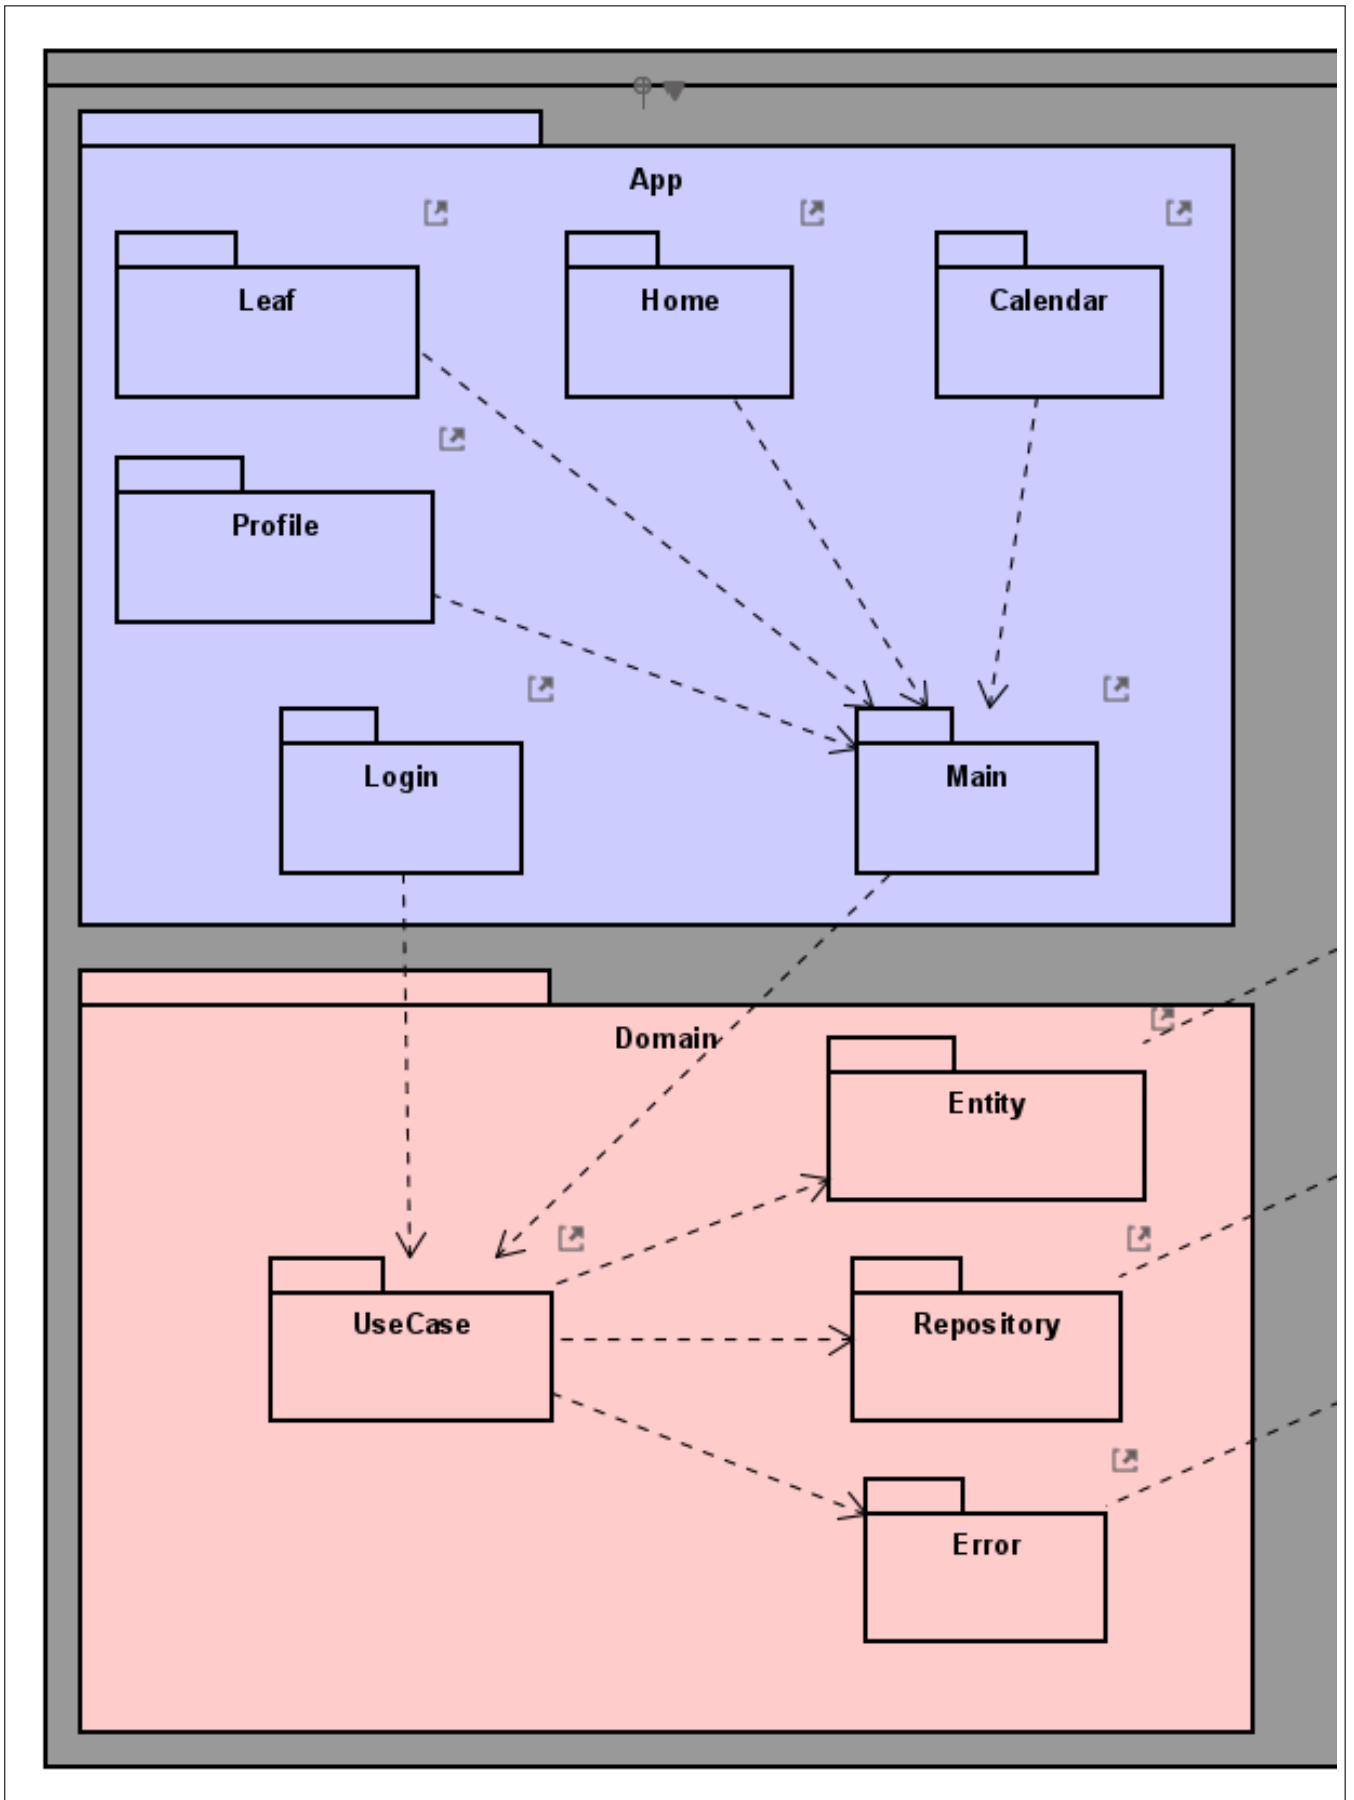 App
Leaf
Home
Calendar
Profile
Login
Main
Domain
Entity
UseCase
Repository
Error